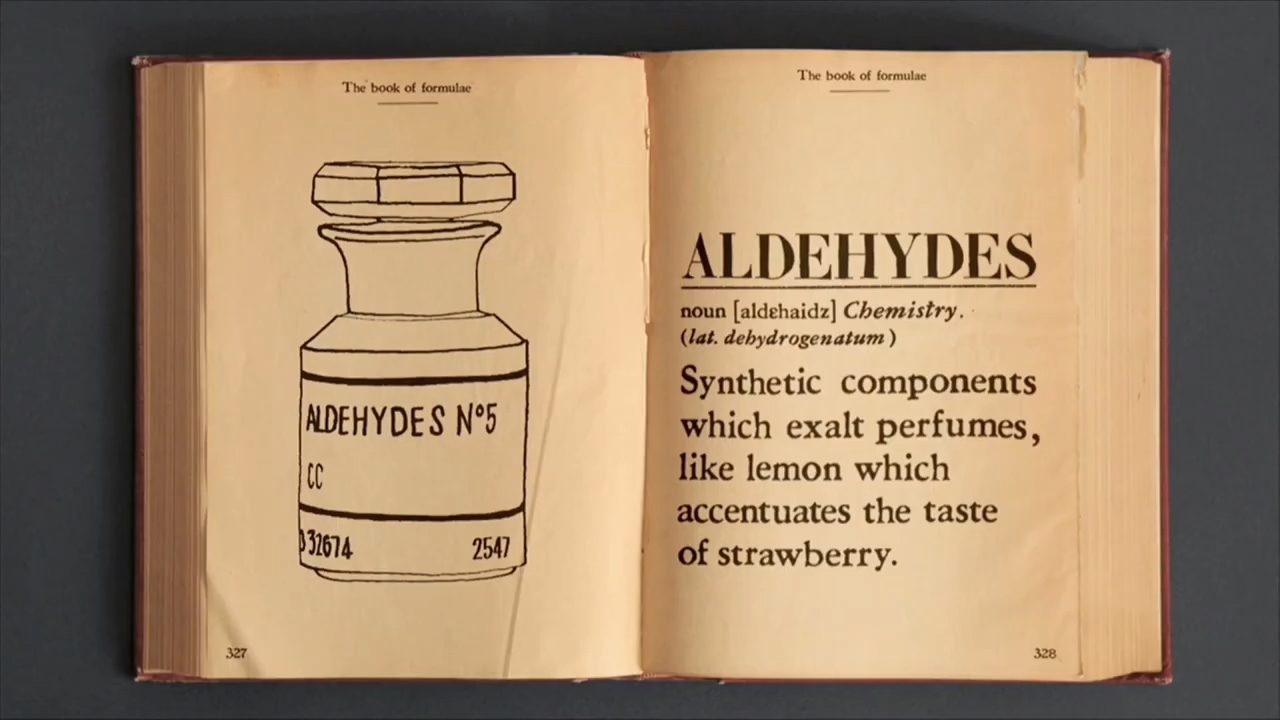 The book of formulae
ALDEHYDES N°5
CC
32674 2547
327
The book of formulae
ALDEHYDES
noun [aldɛhaidz] Chemistry.
(lat. dehydrogenatum)
Synthetic components
which exalt perfumes,
like lemon which
accentuates the taste
of strawberry.
328